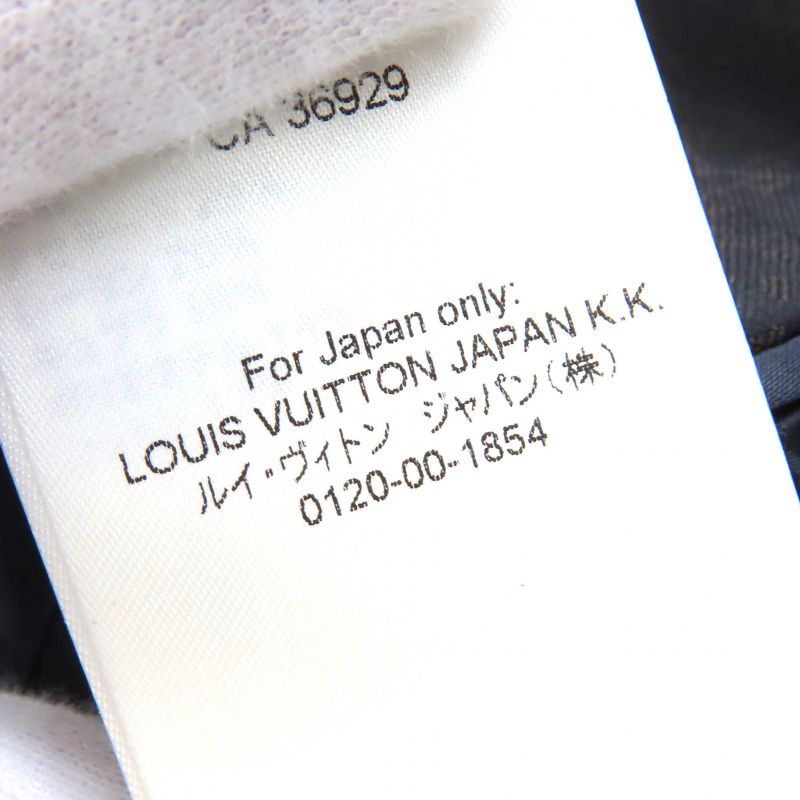 CA 36929
For Japan only:
LOUIS VUITTON JAPAN K.K.
ルイ・ヴィトン ジャパン(株)
0120-00-1854